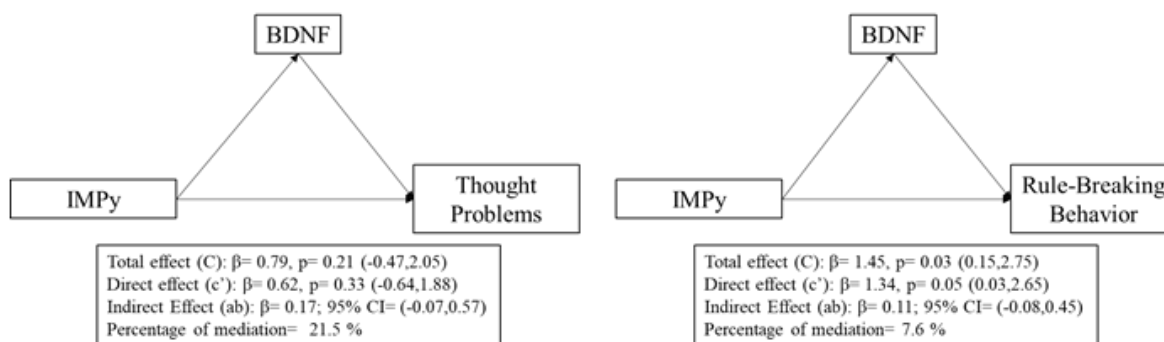 BDNF
IMPy
Thought
Problems
Total effect (C): β= 0.79, p= 0.21 (-0.47,2.05)
Direct effect (c’): β= 0.62, p= 0.33 (-0.64,1.88)
Indirect Effect (ab): β= 0.17; 95% CI= (-0.07,0.57)
Percentage of mediation= 21.5 %
BDNF
IMPy
Rule-Breaking
Behavior
Total effect (C): β= 1.45, p= 0.03 (0.15,2.75)
Direct effect (c’): β= 1.34, p= 0.05 (0.03,2.65)
Indirect Effect (ab): β= 0.11; 95% CI= (-0.08,0.45)
Percentage of mediation= 7.6 %